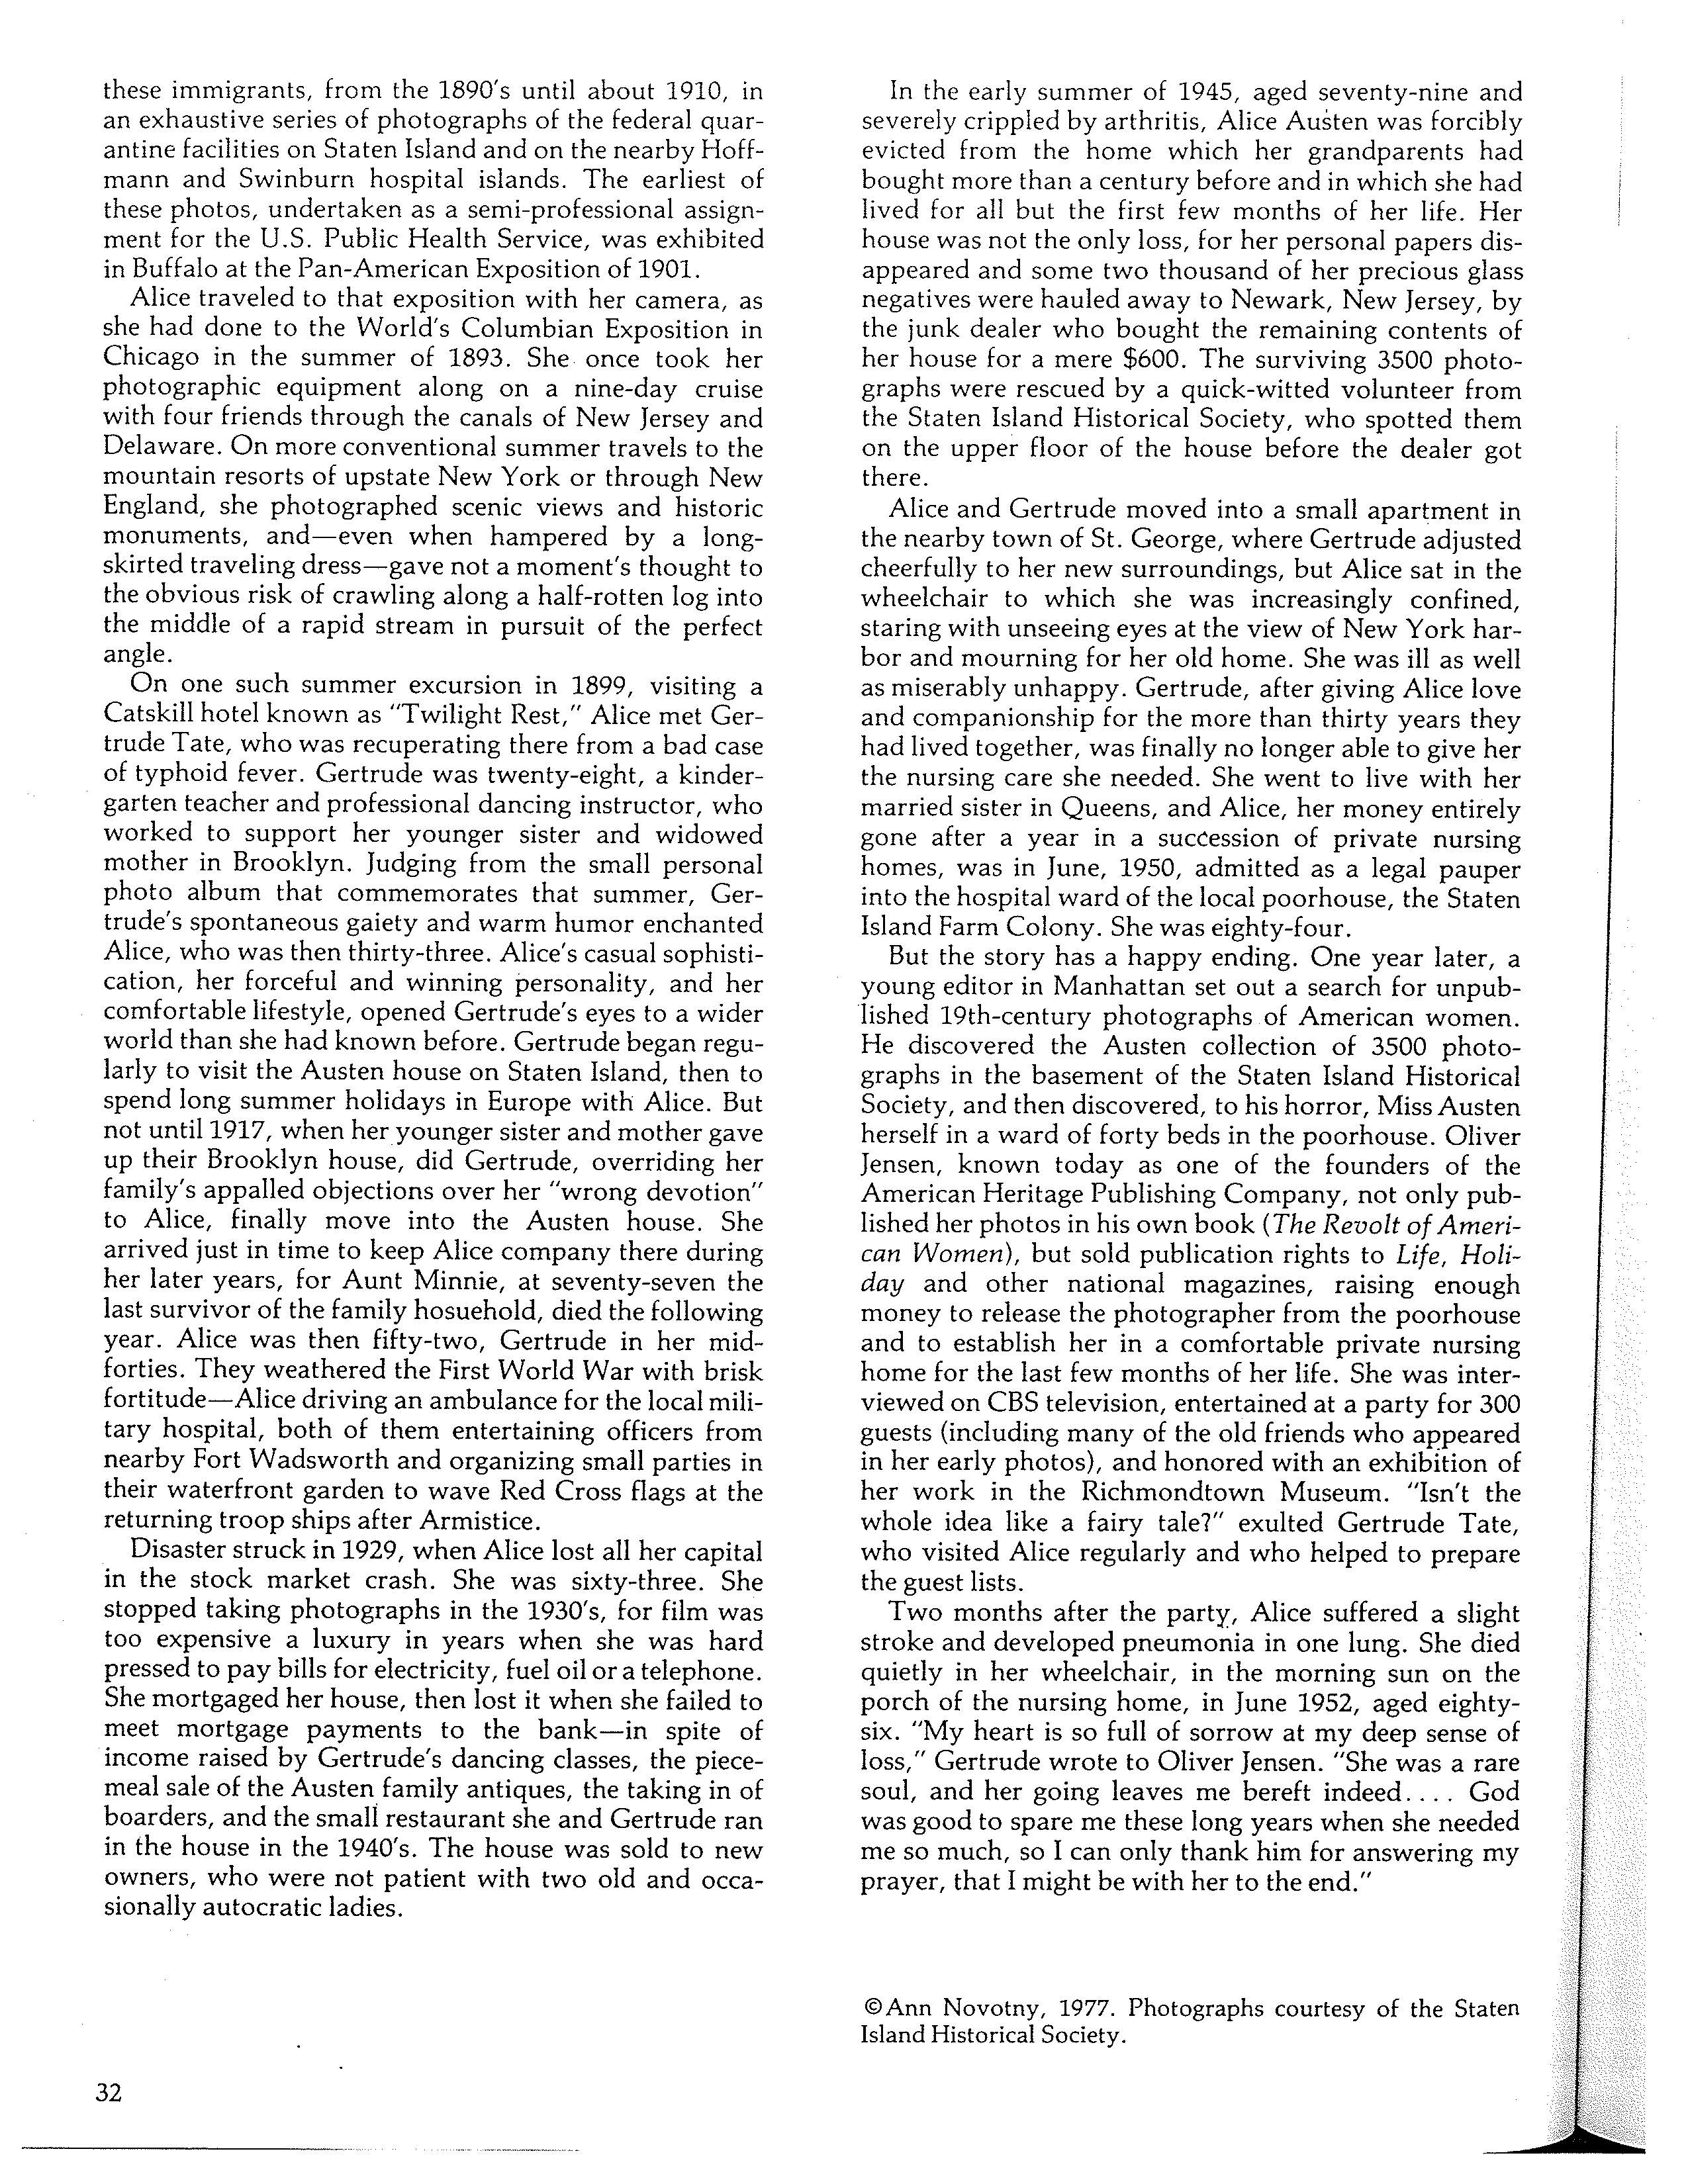 these immigrants, from the 1890's until about 1910, in
an exhaustive series of photographs of the federal quar-
antine facilities on Staten Island and on the nearby Hoff-
mann and Swinburn hospital islands. The earliest of
these photos, undertaken as a semi-professional assign-
ment for the U.S. Public Health Service, was exhibited
in Buffalo at the Pan-American Exposition of 1901.
Alice traveled to that exposition with her camera, as
she had done to the World's Columbian Exposition in
Chicago in the summer of 1893. She once took her
photographic equipment along on a nine-day cruise
with four friends through the canals of New Jersey and
Delaware. On more conventional summer travels to the
mountain resorts of upstate New York or through New
England, she photographed scenic views and historic
monuments, and—even when hampered by a long-
skirted traveling dress—gave not a moment's thought to
the obvious risk of crawling along a half-rotten log into
the middle of a rapid stream in pursuit of the perfect
angle.
On one such summer excursion in 1899, visiting a
Catskill hotel known as "Twilight Rest," Alice met Ger-
trude Tate, who was recuperating there from a bad case
of typhoid fever. Gertrude was twenty-eight, a kinder-
garten teacher and professional dancing instructor, who
worked to support her younger sister and widowed
mother in Brooklyn. Judging from the small personal
photo album that commemorates that summer, Ger-
trude's spontaneous gaiety and warm humor enchanted
Alice, who was then thirty-three. Alice's casual sophisti-
cation, her forceful and winning personality, and her
comfortable lifestyle, opened Gertrude's eyes to a wider
world than she had known before. Gertrude began regu-
larly to visit the Austen house on Staten Island, then to
spend long summer holidays in Europe with Alice. But
not until 1917, when her younger sister and mother gave
up their Brooklyn house, did Gertrude, overriding her
family's appalled objections over her "wrong devotion"
to Alice, finally move into the Austen house. She
arrived just in time to keep Alice company there during
her later years, for Aunt Minnie, at seventy-seven the
last survivor of the family hosuehold, died the following
year. Alice was then fifty-two, Gertrude in her mid-
forties. They weathered the First World War with brisk
fortitude—Alice driving an ambulance for the local mili-
tary hospital, both of them entertaining officers from
nearby Fort Wadsworth and organizing small parties in
their waterfront garden to wave Red Cross flags at the
returning troop ships after Armistice.
Disaster struck in 1929, when Alice lost all her capital
in the stock market crash. She was sixty-three. She
stopped taking photographs in the 1930's, for film was
too expensive a luxury in years when she was hard
pressed to pay bills for electricity, fuel oil or a telephone.
She mortgaged her house, then lost it when she failed to
meet mortgage payments to the bank—in spite of
income raised by Gertrude's dancing classes, the piece-
meal sale of the Austen family antiques, the taking in of
boarders, and the small restaurant she and Gertrude ran
in the house in the 1940's. The house was sold to new
owners, who were not patient with two old and occa-
sionally autocratic ladies.
In the early summer of 1945, aged seventy-nine and
severely crippled by arthritis, Alice Austen was forcibly
evicted from the home which her grandparents had
bought more than a century before and in which she had
lived for all but the first few months of her life. Her
house was not the only loss, for her personal papers dis-
appeared and some two thousand of her precious glass
negatives were hauled away to Newark, New Jersey, by
the junk dealer who bought the remaining contents of
her house for a mere $600. The surviving 3500 photo-
graphs were rescued by a quick-witted volunteer from
the Staten Island Historical Society, who spotted them
on the upper floor of the house before the dealer got
there.
Alice and Gertrude moved into a small apartment in
the nearby town of St. George, where Gertrude adjusted
cheerfully to her new surroundings, but Alice sat in the
wheelchair to which she was increasingly confined,
staring with unseeing eyes at the view of New York har-
bor and mourning for her old home. She was ill as well
as miserably unhappy. Gertrude, after giving Alice love
and companionship for the more than thirty years they
had lived together, was finally no longer able to give her
the nursing care she needed. She went to live with her
married sister in Queens, and Alice, her money entirely
gone after a year in a succession of private nursing
homes, was in June, 1950, admitted as a legal pauper
into the hospital ward of the local poorhouse, the Staten
Island Farm Colony. She was eighty-four.
But the story has a happy ending. One year later, a
young editor in Manhattan set out a search for unpub-
lished 19th-century photographs of American women.
He discovered the Austen collection of 3500 photo-
graphs in the basement of the Staten Island Historical
Society, and then discovered, to his horror, Miss Austen
herself in a ward of forty beds in the poorhouse. Oliver
Jensen, known today as one of the founders of the
American Heritage Publishing Company, not only pub-
lished her photos in his own book (The Revolt of Ameri-
can Women), but sold publication rights to Life, Holi-
day and other national magazines, raising enough
money to release the photographer from the poorhouse
and to establish her in a comfortable private nursing
home for the last few months of her life. She was inter-
viewed on CBS television, entertained at a party for 300
guests (including many of the old friends who appeared
in her early photos), and honored with an exhibition of
her work in the Richmondtown Museum. "Isn't the
whole idea like a fairy tale?" exulted Gertrude Tate,
who visited Alice regularly and who helped to prepare
the guest lists.
Two months after the party, Alice suffered a slight
stroke and developed pneumonia in one lung. She died
quietly in her wheelchair, in the morning sun on the
porch of the nursing home, in June 1952, aged eighty-
six. "My heart is so full of sorrow at my deep sense of
loss," Gertrude wrote to Oliver Jensen. "She was a rare
soul, and her going leaves me bereft indeed.... God
was good to spare me these long years when she needed
me so much, so I can only thank him for answering my
prayer, that I might be with her to the end."
©Ann Novotny, 1977. Photographs courtesy of the Staten
Island Historical Society.
32